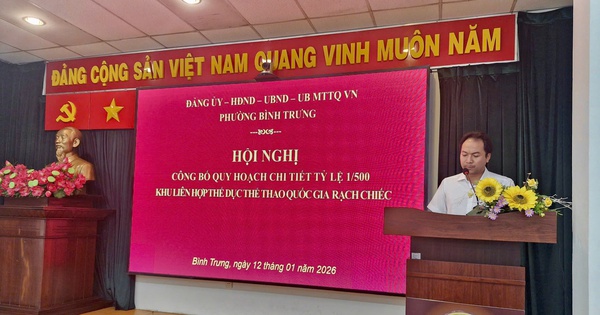 ĐẢNG CỘNG SẢN VIỆT NAM QUANG VINH MUÔN NĂM
ĐẢNG ỦY – HĐND – UBND – UB MTTQ VN
PHƯỜNG BÌNH TRƯNG
HỘI NGHỊ
CÔNG BỐ QUY HOẠCH CHI TIẾT TỶ LỆ 1/500
KHU LIÊN HỢP THỂ DỤC THỂ THAO QUỐC GIA RẠCH CHIẾC
Bình Trưng, ngày 12 tháng 01 năm 2026